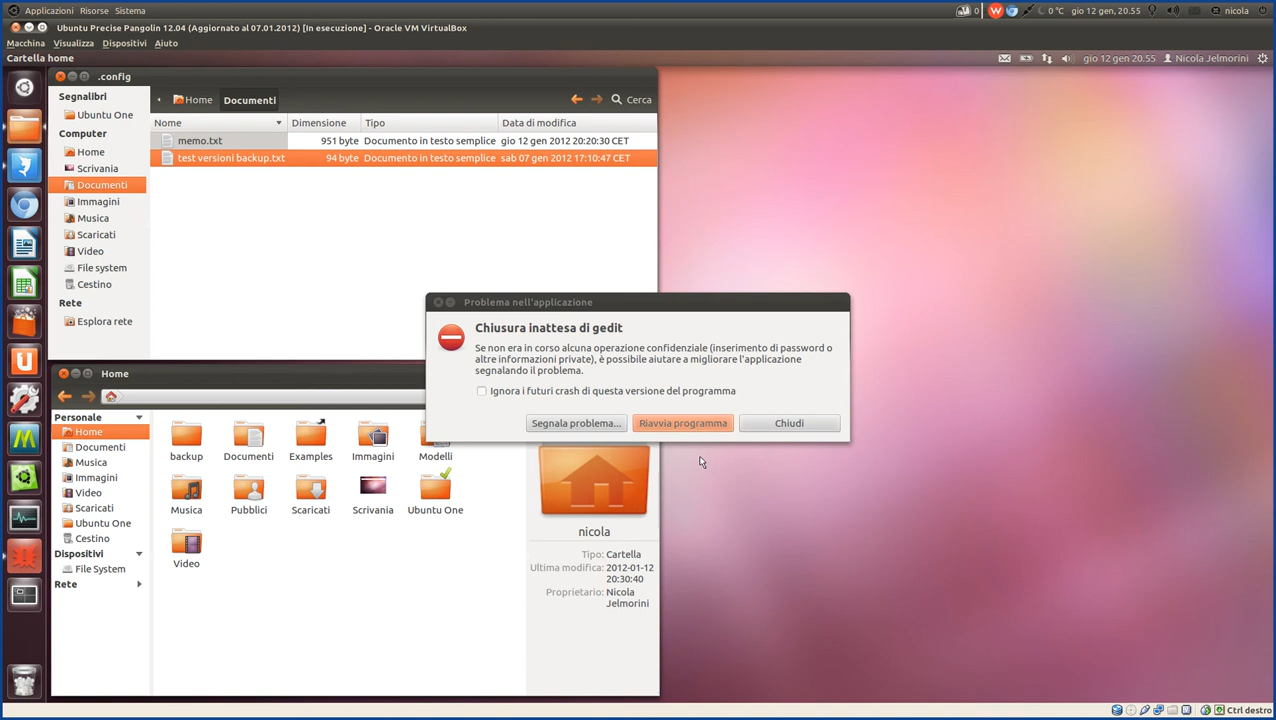 Applicazioni Risorse Sistema 0 0 °C gio 12 gen, 20.55 nicola
Ubuntu Precise Pangolin 12.04 (Aggiornato al 07.01.2012) [In esecuzione] - Oracle VM VirtualBox
Macchina Visualizza Dispositivi Aiuto
Cartella home gio 12 gen 20.55 Nicola Jelmorini
.config
Segnalibri
Ubuntu One
Computer
Home
Scrivania
Documenti
Immagini
Musica
Scaricati
Video
File system
Cestino
Rete
Esplora rete
Home Documenti Cerca
Nome Dimensione Tipo Data di modifica
memo.txt 951 byte Documento in testo semplice gio 12 gen 2012 20:20:30 CET
test versioni backup.txt 94 byte Documento in testo semplice sab 07 gen 2012 17:10:47 CET
Problema nell'applicazione
Chiusura inattesa di gedit
Se non era in corso alcuna operazione confidenziale (inserimento di password o
altre informazioni private), è possibile aiutare a migliorare l'applicazione
segnalando il problema.
Ignora i futuri crash di questa versione del programma
Segnala problema... Riavvia programma Chiudi
Home
Personale
Home
Documenti
Musica
Immagini
Video
Scaricati
Ubuntu One
Cestino
Dispositivi
File System
Rete
backup Documenti Examples Immagini Modelli
Musica Pubblici Scaricati Scrivania Ubuntu One
Video
nicola
Tipo: Cartella
Ultima modifica: 2012-01-12
20:30:40
Proprietario: Nicola
Jelmorini
Ctrl destro